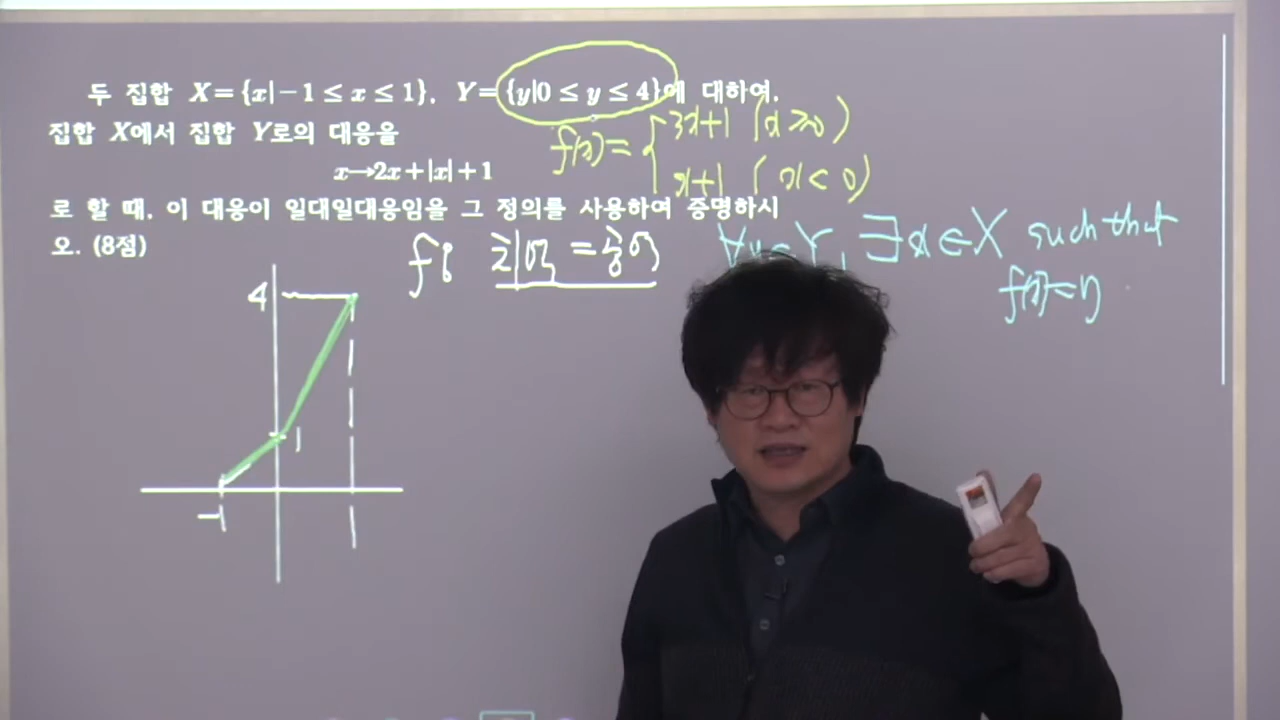 두 집합 X={x|−1≤x≤1}, Y={y|0≤y≤4}에 대하여,
집합 X에서 집합 Y로의 대응을
x→2x+|x|+1
로 할 때, 이 대응이 일대일대응임을 그 정의를 사용하여 증명하시
오. (8점)
f(x)= { 3x+1 (x≥0)
x+1 (x<0)
f: 치역=공역
∀y∈Y, ∃x∈X such that
f(x)=y
4
1
-1
1